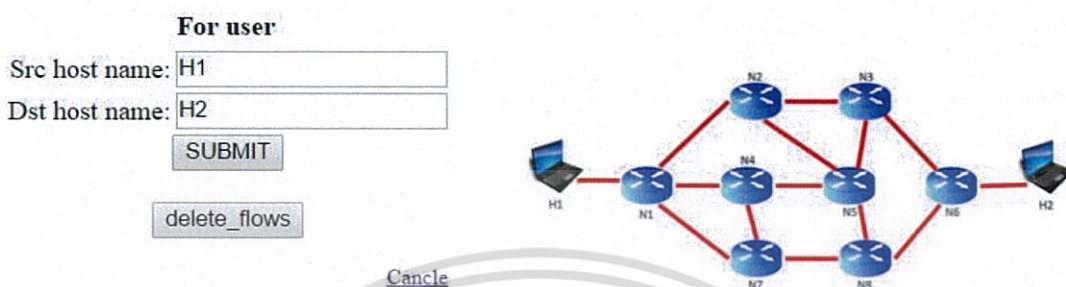 For user
Src host name: H1
Dst host name: H2
SUBMIT
delete_flows
Cancle
N2 N3
N4
H1 N1 N5 N6 H2
N7 N8